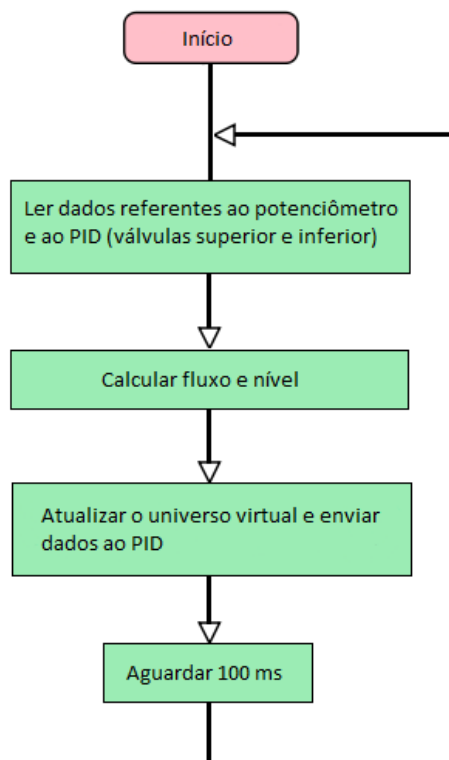 Início
Ler dados referentes ao potenciômetro
e ao PID (válvulas superior e inferior)
Calcular fluxo e nível
Atualizar o universo virtual e enviar
dados ao PID
Aguardar 100 ms